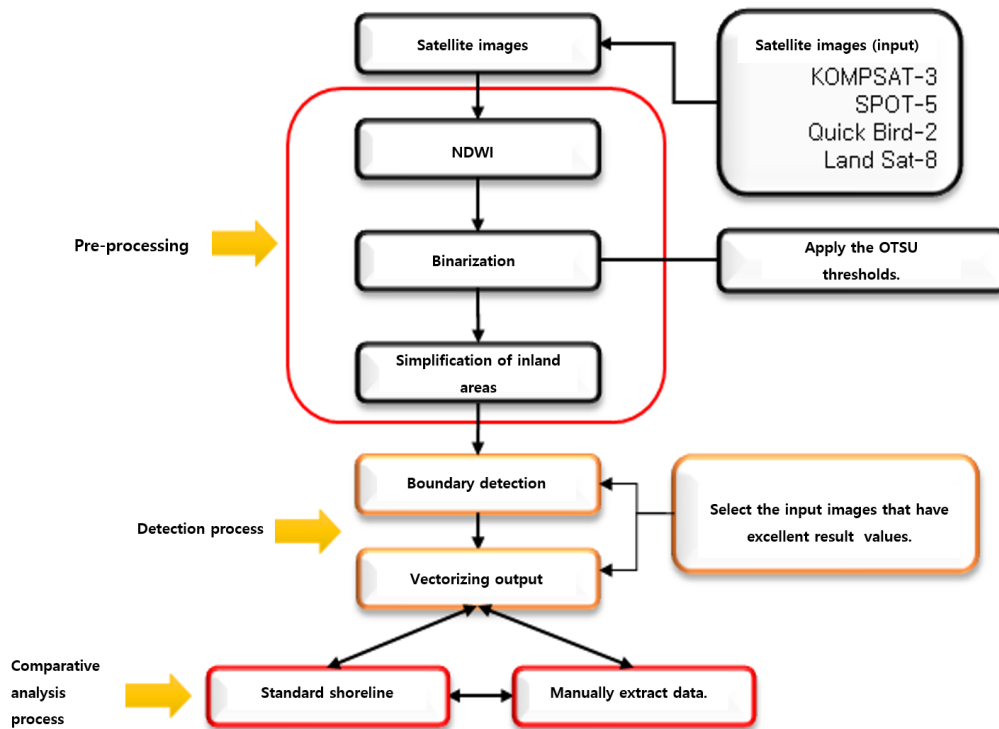 Satellite images
Satellite images (input)
KOMPSAT-3
SPOT-5
Quick Bird-2
Land Sat-8
NDWI
Pre-processing
Binarization
Apply the OTSU
thresholds.
Simplification of inland
areas
Boundary detection
Select the input images that have
excellent result values.
Detection process
Vectorizing output
Comparative
analysis
process
Standard shoreline
Manually extract data.